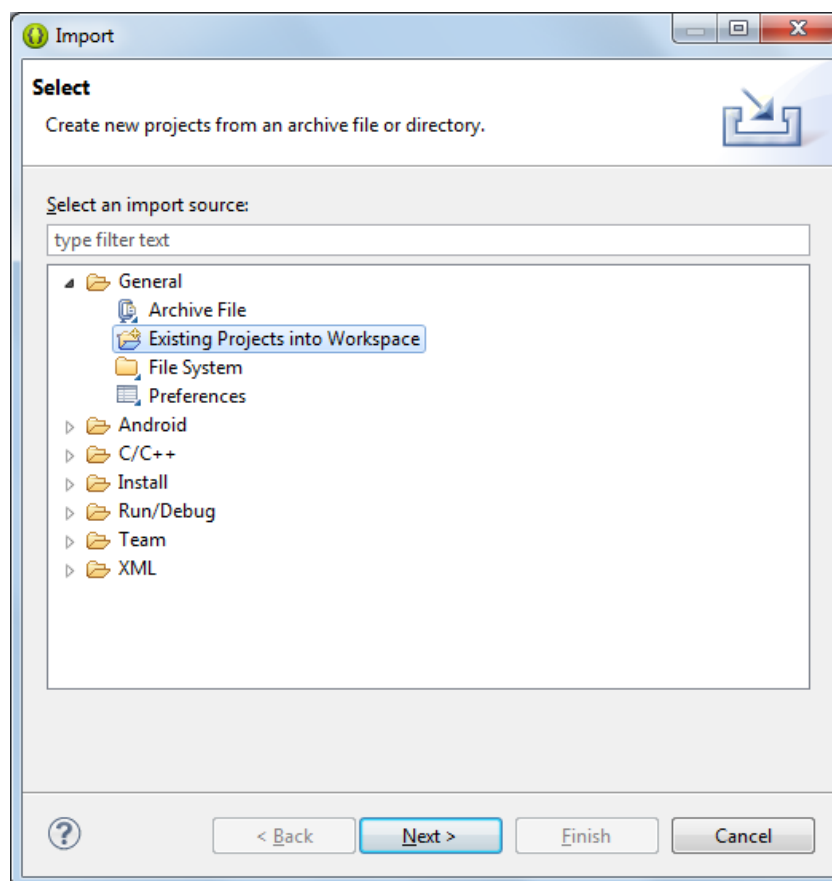 Import
Select
Create new projects from an archive file or directory.
Select an import source:
type filter text
General
Archive File
Existing Projects into Workspace
File System
Preferences
Android
C/C++
Install
Run/Debug
Team
XML
?
< Back
Next >
Finish
Cancel